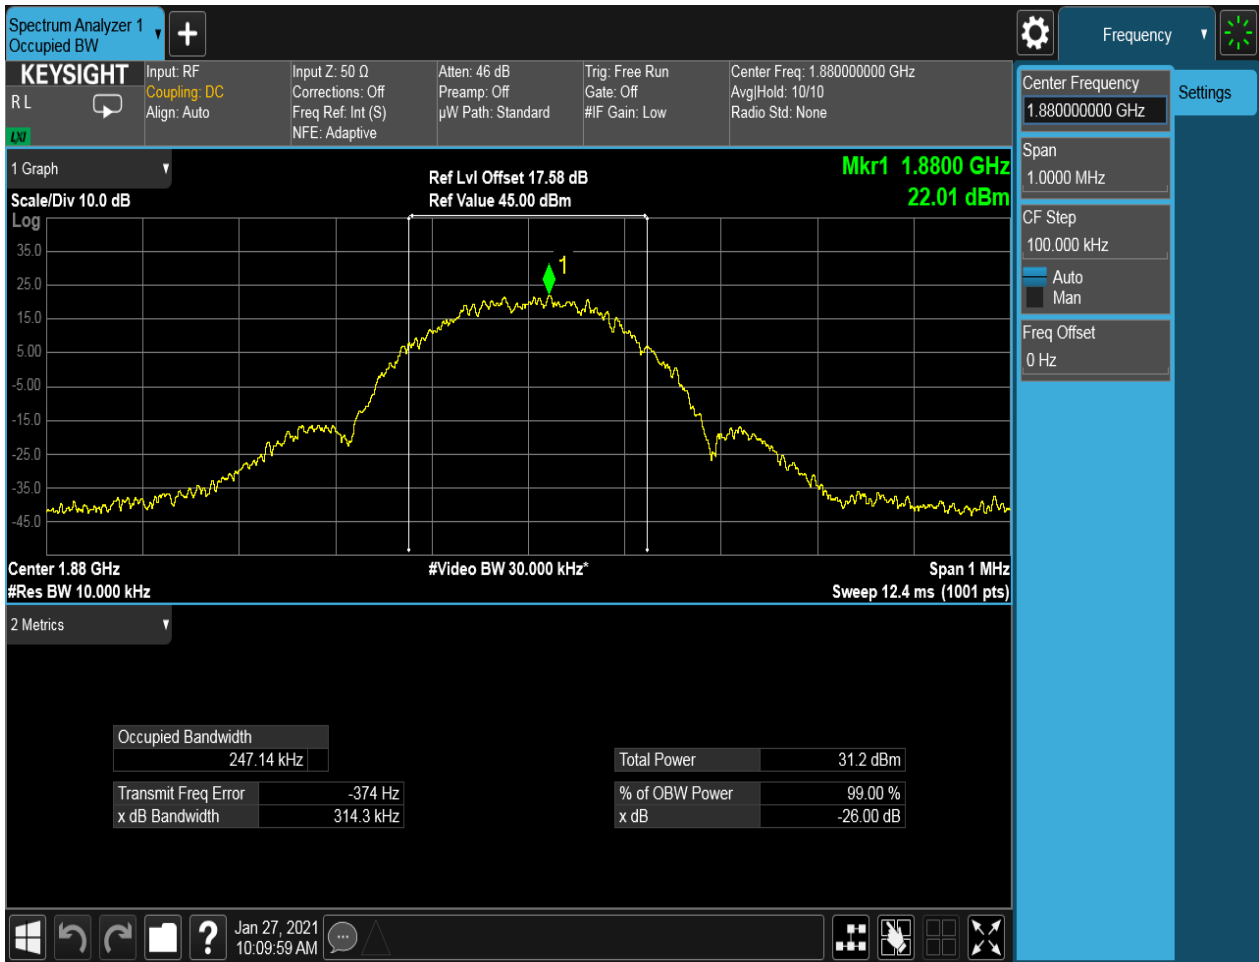 Spectrum Analyzer 1
Occupied BW
+
Frequency
KEYSIGHT
R L
LXI
Input: RF
Coupling: DC
Align: Auto
Input Z: 50 Ω
Corrections: Off
Freq Ref: Int (S)
NFE: Adaptive
Atten: 46 dB
Preamp: Off
µW Path: Standard
Trig: Free Run
Gate: Off
#IF Gain: Low
Center Freq: 1.880000000 GHz
Avg|Hold: 10/10
Radio Std: None
Center Frequency
1.880000000 GHz
Settings
Span
1.0000 MHz
CF Step
100.000 kHz
Auto
Man
Freq Offset
0 Hz
1 Graph
Scale/Div 10.0 dB
Log
Ref Lvl Offset 17.58 dB
Ref Value 45.00 dBm
Mkr1 1.8800 GHz
22.01 dBm
35.0
25.0
15.0
5.00
-5.00
-15.0
-25.0
-35.0
-45.0
1
Center 1.88 GHz
#Res BW 10.000 kHz
#Video BW 30.000 kHz*
Span 1 MHz
Sweep 12.4 ms (1001 pts)
2 Metrics
Occupied Bandwidth
247.14 kHz
Transmit Freq Error -374 Hz
x dB Bandwidth 314.3 kHz
Total Power 31.2 dBm
% of OBW Power 99.00 %
x dB -26.00 dB
?
Jan 27, 2021
10:09:59 AM